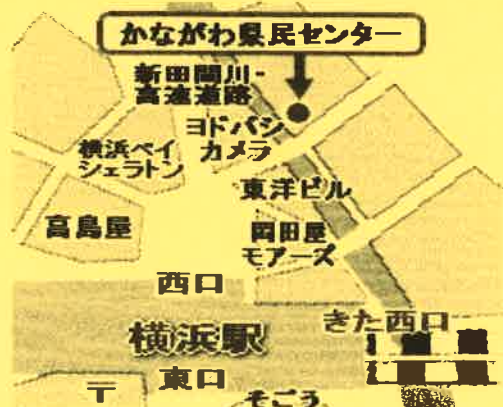 かながわ県民センター
新田間川・
高速道路
ヨドバシ
カメラ
横浜ベイ
シェラトン
東洋ビル
高島屋
岡田屋
モアーズ
西口
きた西口
横浜駅
東口
〒
そごう